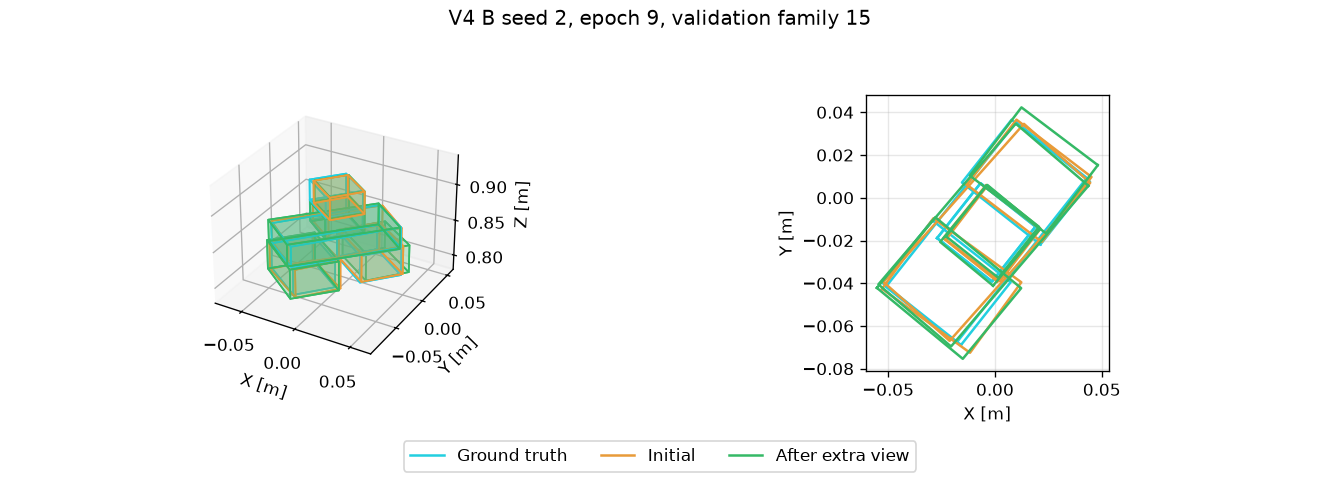 V4 B seed 2, epoch 9, validation family 15
0.90
0.85
0.80
Z [m]
0.05
0.00
−0.05
Y [m]
−0.05
0.00
0.05
X [m]
0.04
0.02
0.00
−0.02
−0.04
−0.06
−0.08
Y [m]
−0.05
0.00
0.05
X [m]
Ground truth
Initial
After extra view